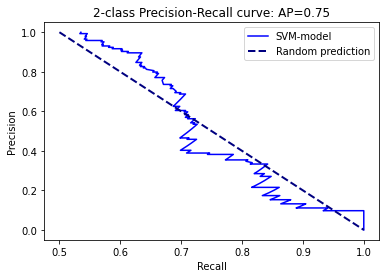 2-class Precision-Recall curve: AP=0.75
SVM-model
Random prediction
Precision
1.0
0.8
0.6
0.4
0.2
0.0
0.5
0.6
0.7
0.8
0.9
1.0
Recall